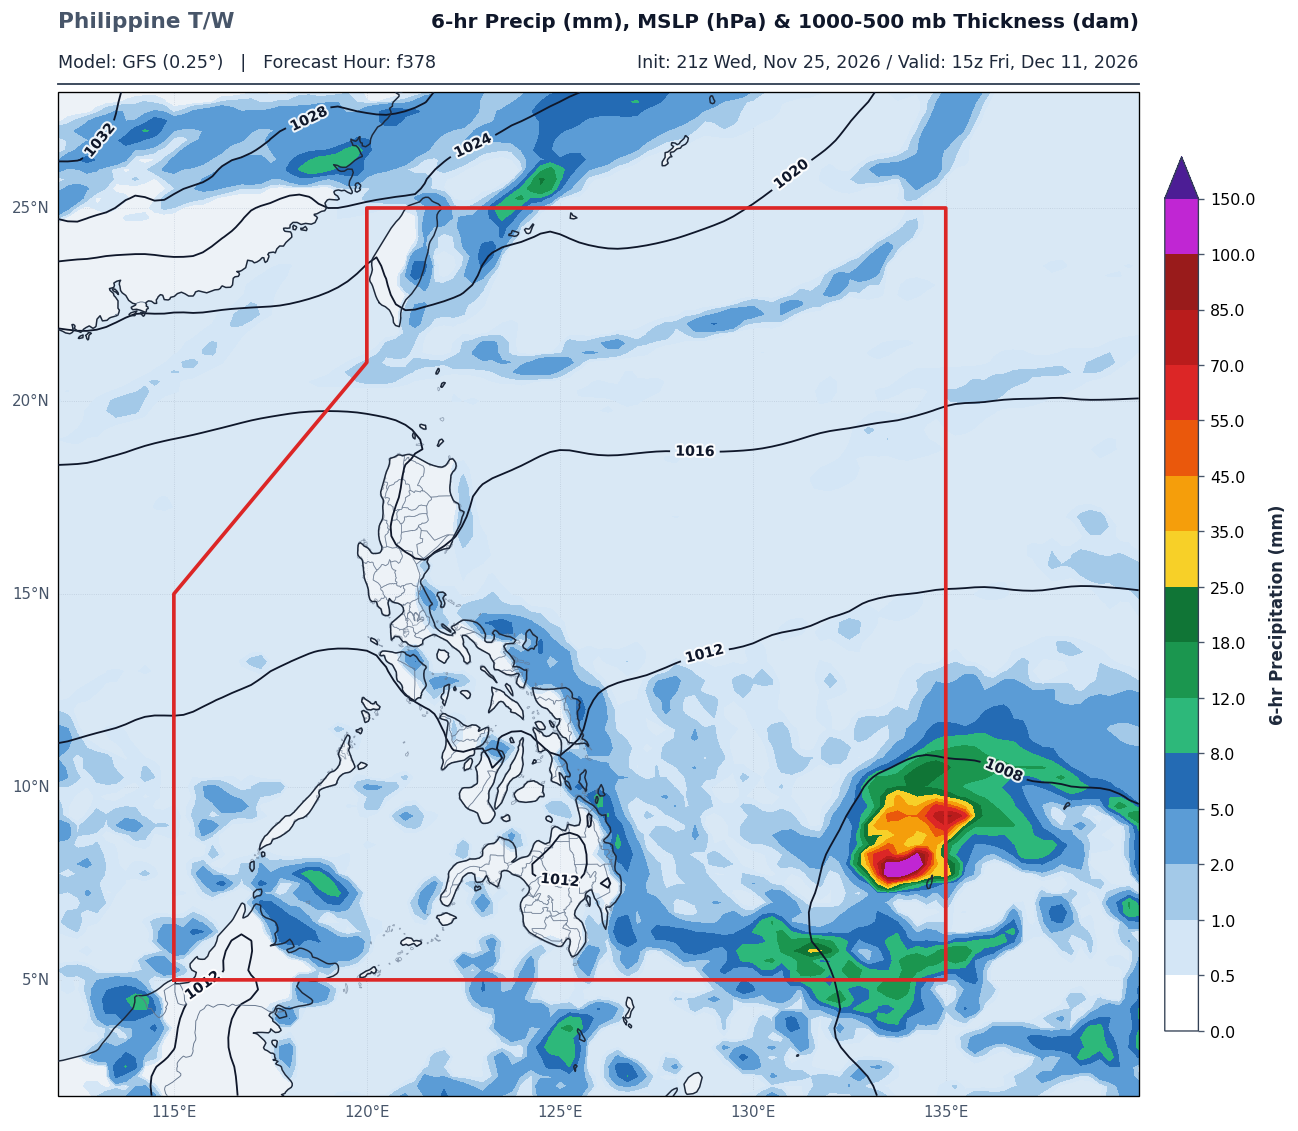 Philippine T/W
6-hr Precip (mm), MSLP (hPa) & 1000-500 mb Thickness (dam)
Model: GFS (0.25°)   |   Forecast Hour: f378
Init: 21z Wed, Nov 25, 2026 / Valid: 15z Fri, Dec 11, 2026
1032
1028
1024
1020
1016
1012
1008
1012
1012
25°N
20°N
15°N
10°N
5°N
115°E
120°E
125°E
130°E
135°E
150.0
100.0
85.0
70.0
55.0
45.0
35.0
25.0
18.0
12.0
8.0
5.0
2.0
1.0
0.5
0.0
6-hr Precipitation (mm)